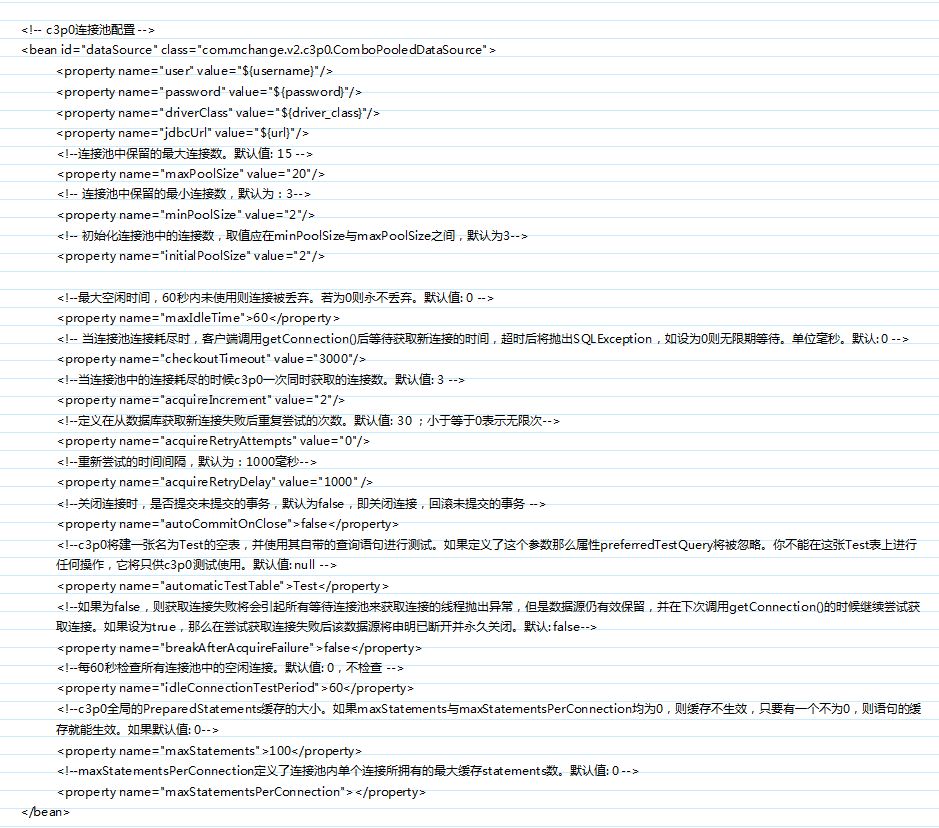 <!-- c3p0连接池配置 -->
<bean id="dataSource" class="com.mchange.v2.c3p0.ComboPooledDataSource">
<property name="user" value="${username}"/>
<property name="password" value="${password}"/>
<property name="driverClass" value="${driver_class}"/>
<property name="jdbcUrl" value="${url}"/>
<!--连接池中保留的最大连接数。默认值: 15 -->
<property name="maxPoolSize" value="20"/>
<!-- 连接池中保留的最小连接数，默认为：3-->
<property name="minPoolSize" value="2"/>
<!-- 初始化连接池中的连接数，取值应在minPoolSize与maxPoolSize之间，默认为3-->
<property name="initialPoolSize" value="2"/>
<!--最大空闲时间，60秒内未使用则连接被丢弃。若为0则永不丢弃。默认值: 0 -->
<property name="maxIdleTime">60</property>
<!-- 当连接池连接耗尽时，客户端调用getConnection()后等待获取新连接的时间，超时后将抛出SQLException，如设为0则无限期等待。单位毫秒。默认: 0 -->
<property name="checkoutTimeout" value="3000"/>
<!--当连接池中的连接耗尽的时候c3p0一次同时获取的连接数。默认值: 3 -->
<property name="acquireIncrement" value="2"/>
<!--定义在从数据库获取新连接失败后重复尝试的次数。默认值: 30 ；小于等于0表示无限次-->
<property name="acquireRetryAttempts" value="0"/>
<!--重新尝试的时间间隔，默认为：1000毫秒-->
<property name="acquireRetryDelay" value="1000" />
<!--关闭连接时，是否提交未提交的事务，默认为false，即关闭连接，回滚未提交的事务 -->
<property name="autoCommitOnClose">false</property>
<!--c3p0将建一张名为Test的空表，并使用其自带的查询语句进行测试。如果定义了这个参数那么属性preferredTestQuery将被忽略。你不能在这张Test表上进行
任何操作，它将只供c3p0测试使用。默认值: null -->
<property name="automaticTestTable">Test</property>
<!--如果为false，则获取连接失败将会引起所有等待连接池来获取连接的线程抛出异常，但是数据源仍有效保留，并在下次调用getConnection()的时候继续尝试获
取连接。如果设为true，那么在尝试获取连接失败后该数据源将申明已断开并永久关闭。默认: false-->
<property name="breakAfterAcquireFailure">false</property>
<!--每60秒检查所有连接池中的空闲连接。默认值: 0，不检查 -->
<property name="idleConnectionTestPeriod">60</property>
<!--c3p0全局的PreparedStatements缓存的大小。如果maxStatements与maxStatementsPerConnection均为0，则缓存不生效，只要有一个不为0，则语句的缓
存就能生效。如果默认值: 0-->
<property name="maxStatements">100</property>
<!--maxStatementsPerConnection定义了连接池内单个连接所拥有的最大缓存statements数。默认值: 0 -->
<property name="maxStatementsPerConnection"></property>
</bean>